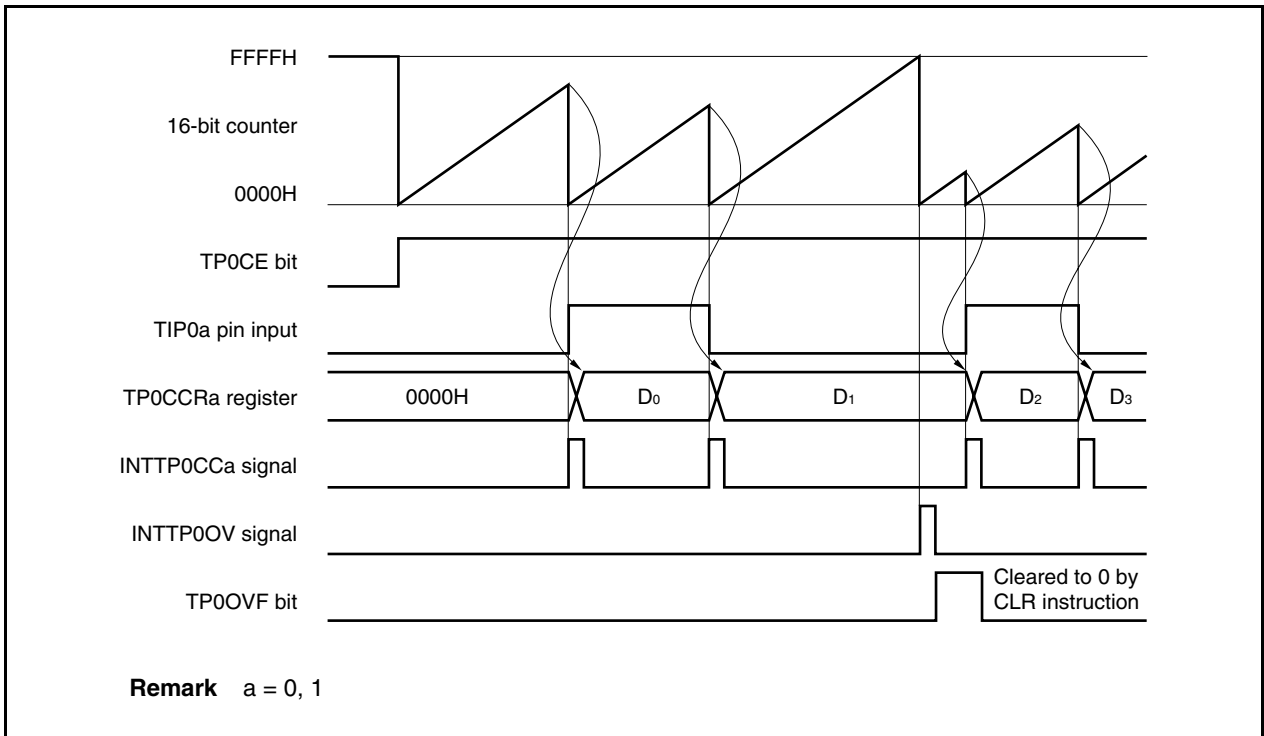 FFFFH
16-bit counter
0000H
TP0CE bit
TIP0a pin input
TP0CCRa register
0000H
D0
D1
D2
D3
INTTP0CCa signal
INTTP0OV signal
TP0OVF bit
Cleared to 0 by
CLR instruction
Remark a = 0, 1